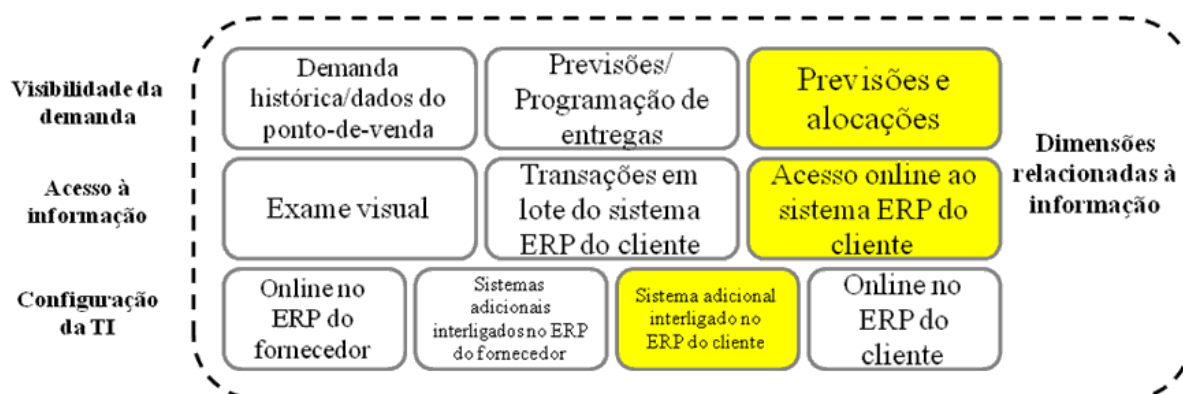 Visibilidade da
demanda
Demanda
histórica/dados do
ponto-de-venda
Previsões/
Programação de
entregas
Previsões e
alocações
Dimensões
relacionadas à
informação
Acesso à
informação
Exame visual
Transações em
lote do sistema
ERP do cliente
Acesso online ao
sistema ERP do
cliente
Configuração
da TI
Online no
ERP do
fornecedor
Sistemas
adicionais
interligados no ERP
do fornecedor
Sistema adicional
interligado no
ERP do cliente
Online no
ERP do
cliente